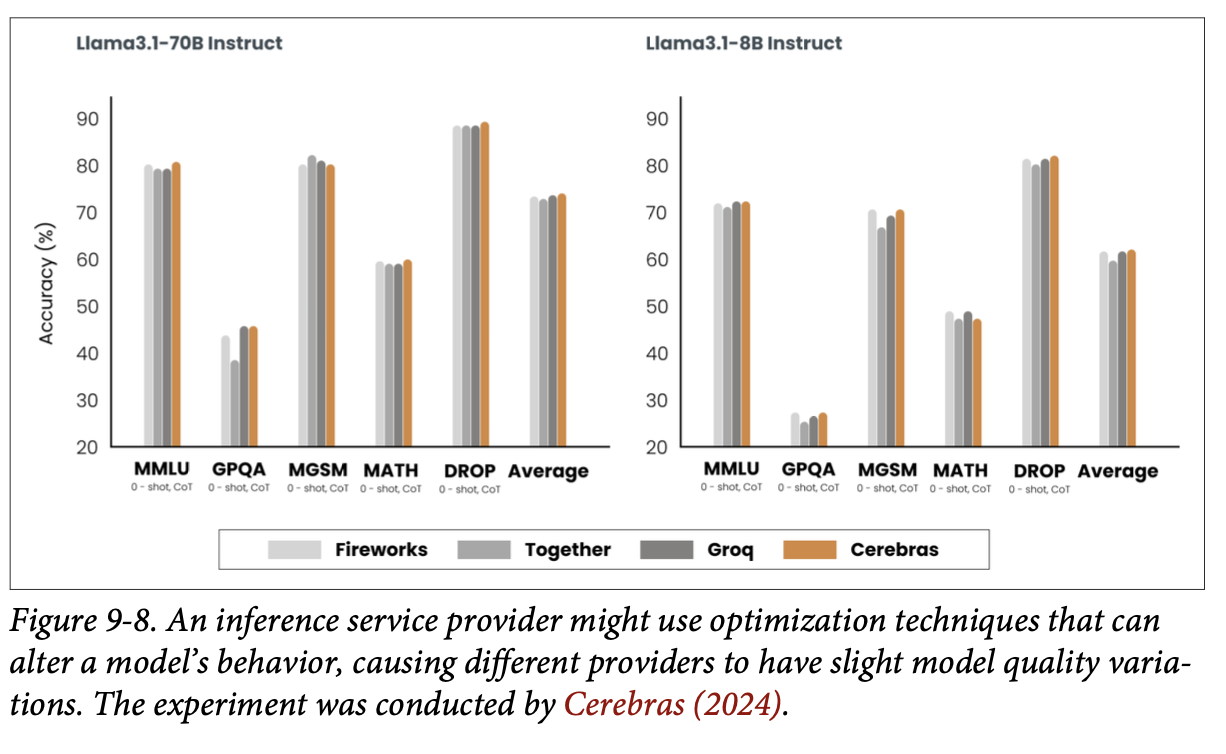 Llama3.1-70B Instruct
Llama3.1-8B Instruct
Accuracy (%)
90
80
70
60
50
40
30
20
MMLU GPQA MGSM MATH DROP Average
0 - shot, CoT 0 - shot, CoT 0 - shot, CoT 0 - shot, CoT 0 - shot, CoT
90
80
70
60
50
40
30
20
MMLU GPQA MGSM MATH DROP Average
0 - shot, CoT 0 - shot, CoT 0 - shot, CoT 0 - shot, CoT 0 - shot, CoT
Fireworks Together Groq Cerebras
Figure 9-8. An inference service provider might use optimization techniques that can
alter a model’s behavior, causing different providers to have slight model quality varia-
tions. The experiment was conducted by Cerebras (2024).